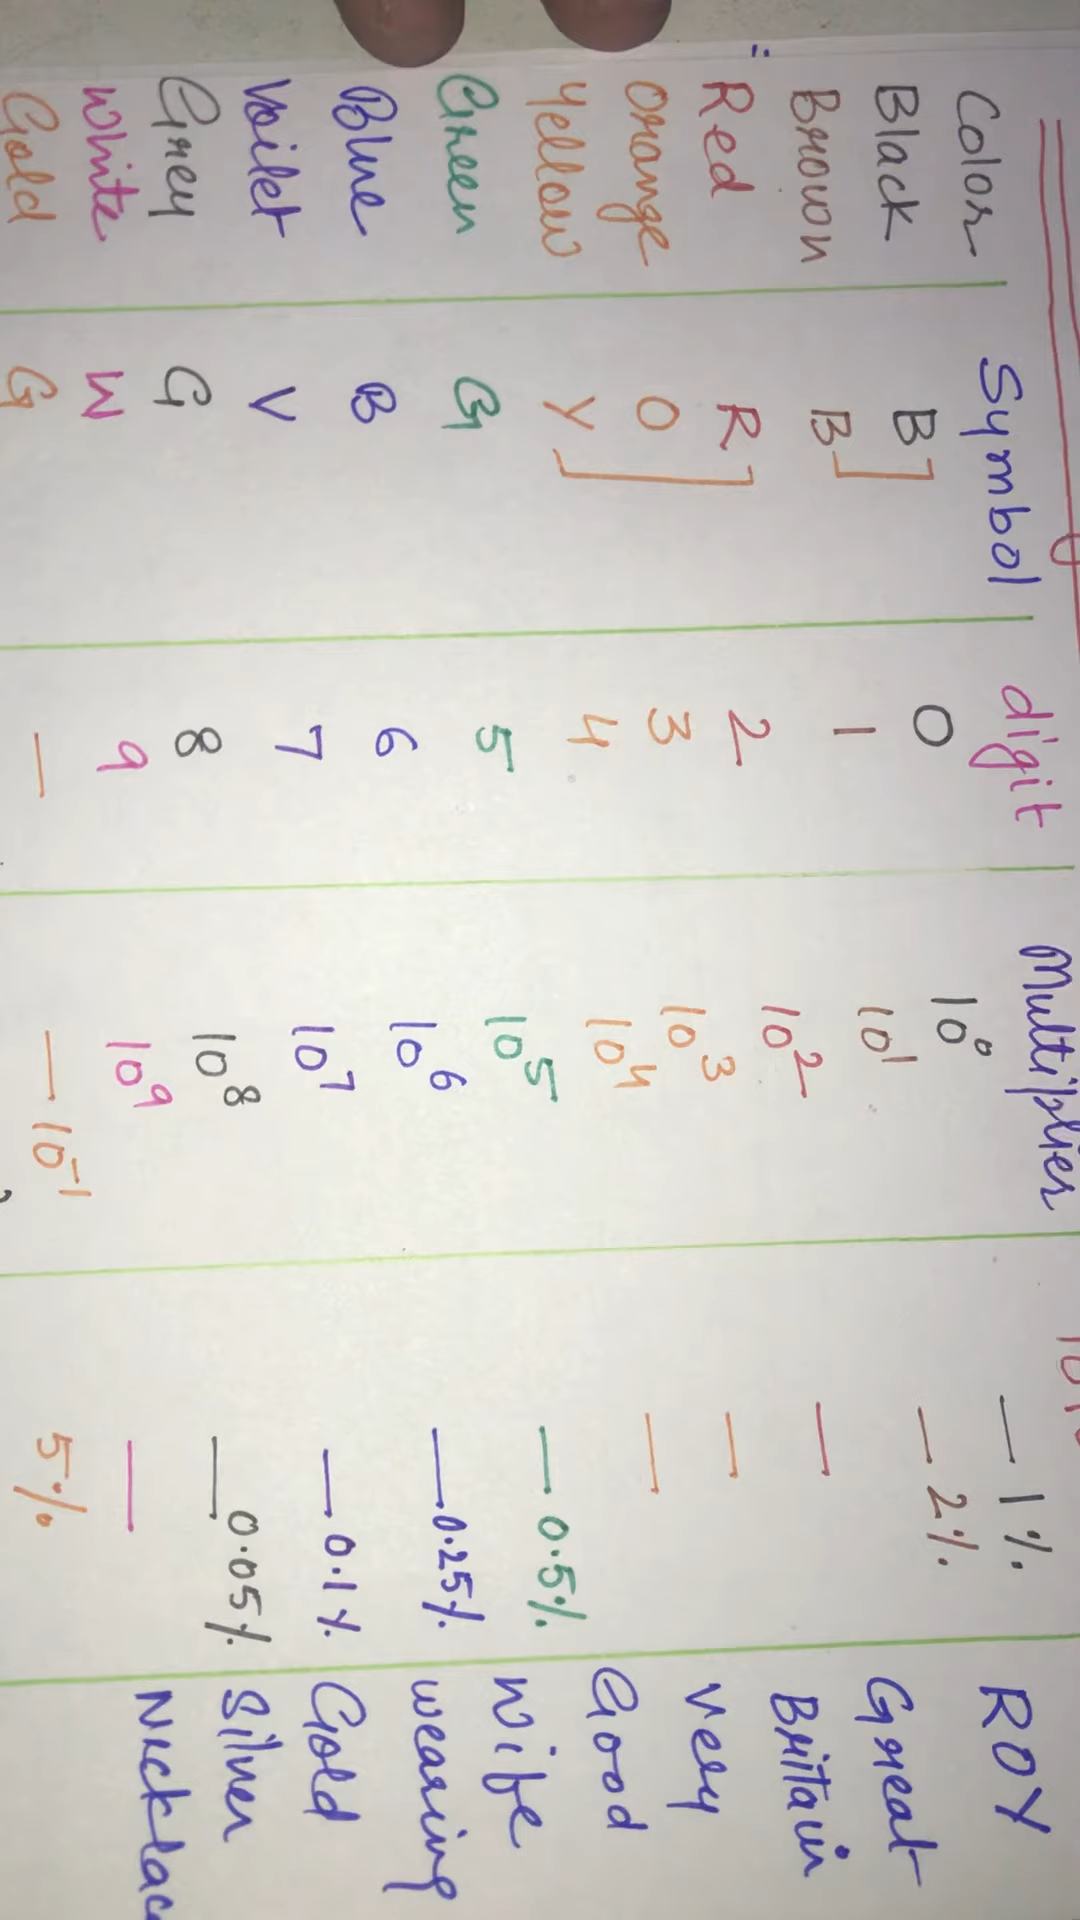 Color Symbol digit Multiplier
Black B] 0 10⁰ — 1% ROY
Brown B] 1 10¹ — 2% Great
Red R] 2 10² — Britain
Orange O 3 10³ — Very
Yellow Y] 4 10⁴ — Good
Green G 5 10⁵ — 0.5% Wife
Blue B 6 10⁶ — 0.25% wearing
Voilet V 7 10⁷ — 0.1% Gold
Grey G 8 10⁸ — 0.05% Silver
White W 9 10⁹ — Nicklac
Gold G — — 10⁻¹ 5%